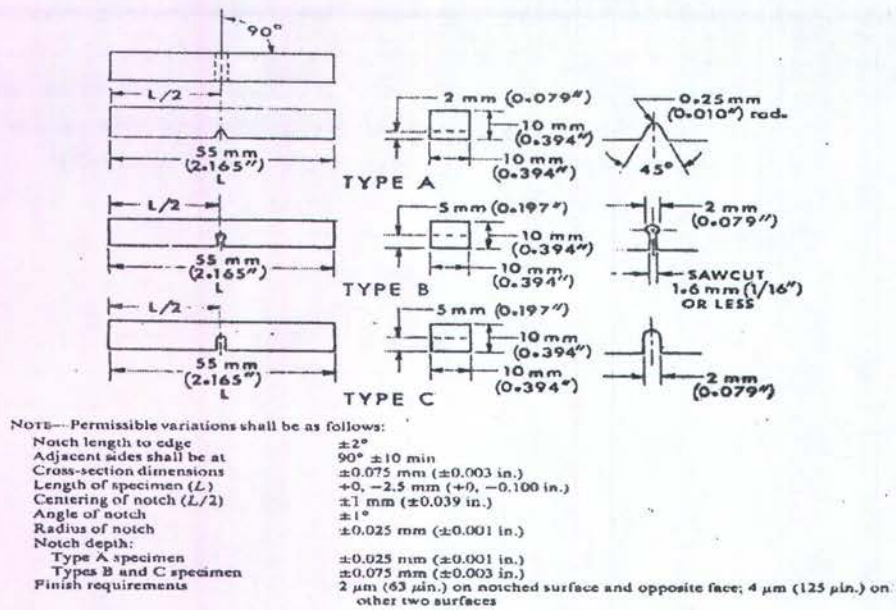 90°
L/2
55 mm
(2.165")
L
2 mm (0.079")
10 mm
(0.394")
10 mm
(0.394")
TYPE A
0.25 mm
(0.010") rad.
45°
L/2
55 mm
(2.165")
L
5 mm (0.197")
10 mm
(0.394")
10 mm
(0.394")
TYPE B
2 mm
(0.079")
SAWCUT
1.6 mm (1/16")
OR LESS
L/2
55 mm
(2.165")
L
5 mm (0.197")
10 mm
(0.394")
10 mm
(0.394")
TYPE C
2 mm
(0.079")
NOTE—Permissible variations shall be as follows:
Notch length to edge ±2°
Adjacent sides shall be at 90° ±10 min
Cross-section dimensions ±0.075 mm (±0.003 in.)
Length of specimen (L) +0, −2.5 mm (+0, −0.100 in.)
Centering of notch (L/2) ±1 mm (±0.039 in.)
Angle of notch ±1°
Radius of notch ±0.025 mm (±0.001 in.)
Notch depth:
Type A specimen ±0.025 mm (±0.001 in.)
Types B and C specimen ±0.075 mm (±0.003 in.)
Finish requirements 2 μm (63 μin.) on notched surface and opposite face; 4 μm (125 μin.) on
other two surfaces